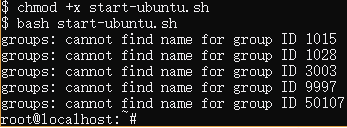 $ chmod +x start-ubuntu.sh
$ bash start-ubuntu.sh
groups: cannot find name for group ID 1015
groups: cannot find name for group ID 1028
groups: cannot find name for group ID 3003
groups: cannot find name for group ID 9997
groups: cannot find name for group ID 50107
root@localhost:~#